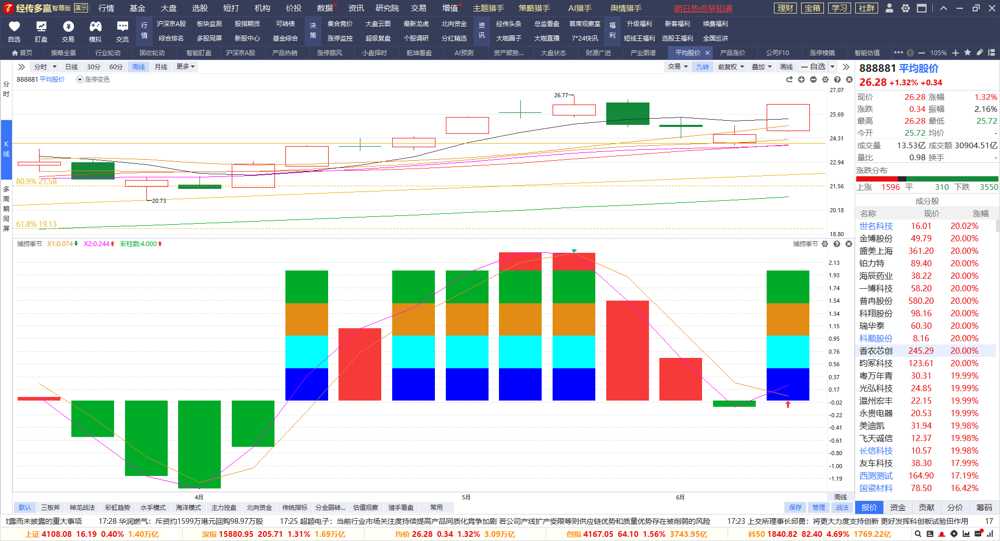 经传多赢 智尊版 演示 行情 基金 大盘 选股 短打 机构 价投 数据 资讯 研究院 交易 增值 主题猎手 策略猎手 AI猎手 舆情猎手 明日热点早知道 理财 宝箱 学习 社群
自选 盯盘 交易 模拟 交流
行情 沪深京A股 板块监测 股指期货 可转债 决策 集合竞价 大盘云图 最新龙虎 北向资金 资讯 经传头条 总监看盘 首席观察室 福利 升级福利 新客福利 续费福利
综合排名 多股同屏 新股中心 基金综合 涨停监控 超级复盘 个股调研 分红精选 大咖圈子 大咖直播 7*24快讯 短线王福利 选股王福利 全国巡讲
首页 策略全景 行业轮动 固收轮动 智能盯盘 沪深京A股 产品热销 涨停跟风 小盘择时 乾坤看盘 AI预测 资产顺势... 大盘状态 财源广进 产业图谱 平均股价 产品涨价 公司F10 涨停棱镜 智能估值 105%
分时 日线 30分 60分 周线 月线 更多 交易 九转 前复权 叠加 画线 自选
分时
K线
多周期同屏
888881 平均股价 涨停变色
26.77
20.73
80.9% 21.58
61.8% 19.13
27.07
25.69
24.31
22.94
21.56
20.18
18.80
捕捞季节 X1:0.074 X2:0.244 彩柱数:4.000 捕捞季节
2.13
1.93
1.74
1.54
1.34
1.15
0.95
0.76
0.56
0.37
0.17
-0.02
-0.22
-0.41
-0.61
-0.80
-1.00
-1.19
4月 5月 6月 周线
默认 三板斧 神龙战法 彩虹趋势 水手模式 海洋模式 主力控盘 北向资金 传统指标 分金弱转... 估值观察 猎手看盘 常用 保存 管理 战法
888881 平均股价
26.28 +1.32% +0.34
现价 26.28 涨幅 1.32%
涨跌 0.34 振幅 2.16%
最高 26.28 最低 25.72
今开 25.72 均价 -
成交量 13.53亿 成交额 30904.51亿
量比 0.98 换手 -
涨跌分布
上涨 1596 平 310 下跌 3550
成分股
名称 现价 涨幅
世名科技 16.01 20.02%
金博股份 49.79 20.00%
盛美上海 361.20 20.00%
铂力特 89.40 20.00%
海辰药业 38.22 20.00%
一博科技 58.20 20.00%
普冉股份 580.20 20.00%
科翔股份 98.16 20.00%
瑞华泰 60.30 20.00%
科顺股份 8.16 20.00%
香农芯创 245.29 20.00%
昀冢科技 123.61 20.00%
粤万年青 30.31 19.99%
光弘科技 24.85 19.99%
温州宏丰 22.15 19.99%
永贵电器 20.53 19.99%
美迪凯 31.94 19.98%
飞天诚信 12.37 19.98%
长信科技 10.57 19.98%
友车科技 38.30 17.99%
西测测试 164.90 17.19%
国瓷材料 78.50 16.42%
报价 资金 贡献 分价 筹码
披露而未披露的重大事项 17:28 华润燃气：斥资约1599万港元回购98.97万股 17:25 超颖电子：当前行业市场关注度持续提高产品同质化竞争加剧 若公司产线扩产受限等则供应链优势和质量优势存在被削弱的风险 17:23 上交所理事长邱勇：将更大力度支持创新 更好发挥科创板试验田作用 17
上证 4108.08 16.19 0.40% 1.40万亿 深指 15880.95 205.71 1.31% 1.69万亿 均价 26.28 0.34 1.32% 3.09万亿 创指 4167.05 64.10 1.56% 3743.95亿 科50 1840.82 82.40 4.69% 1769.22亿